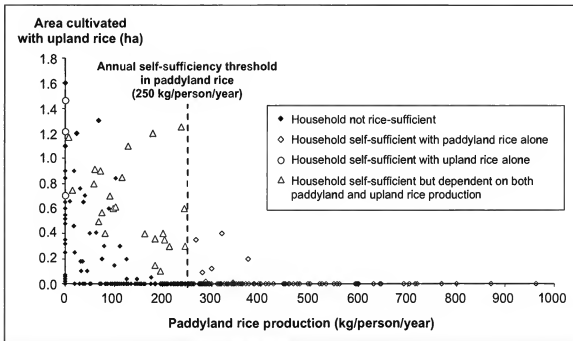 Area cultivated
with upland rice (ha)
Annual self-sufficiency threshold
in paddyland rice
(250 kg/person/year)
Household not rice-sufficient
Household self-sufficient with paddyland rice alone
Household self-sufficient with upland rice alone
Household self-sufficient but dependent on both
paddyland and upland rice production
1.8
1.6
1.4
1.2
1.0
0.8
0.6
0.4
0.2
0.0
0 100 200 300 400 500 600 700 800 900 1000
Paddyland rice production (kg/person/year)